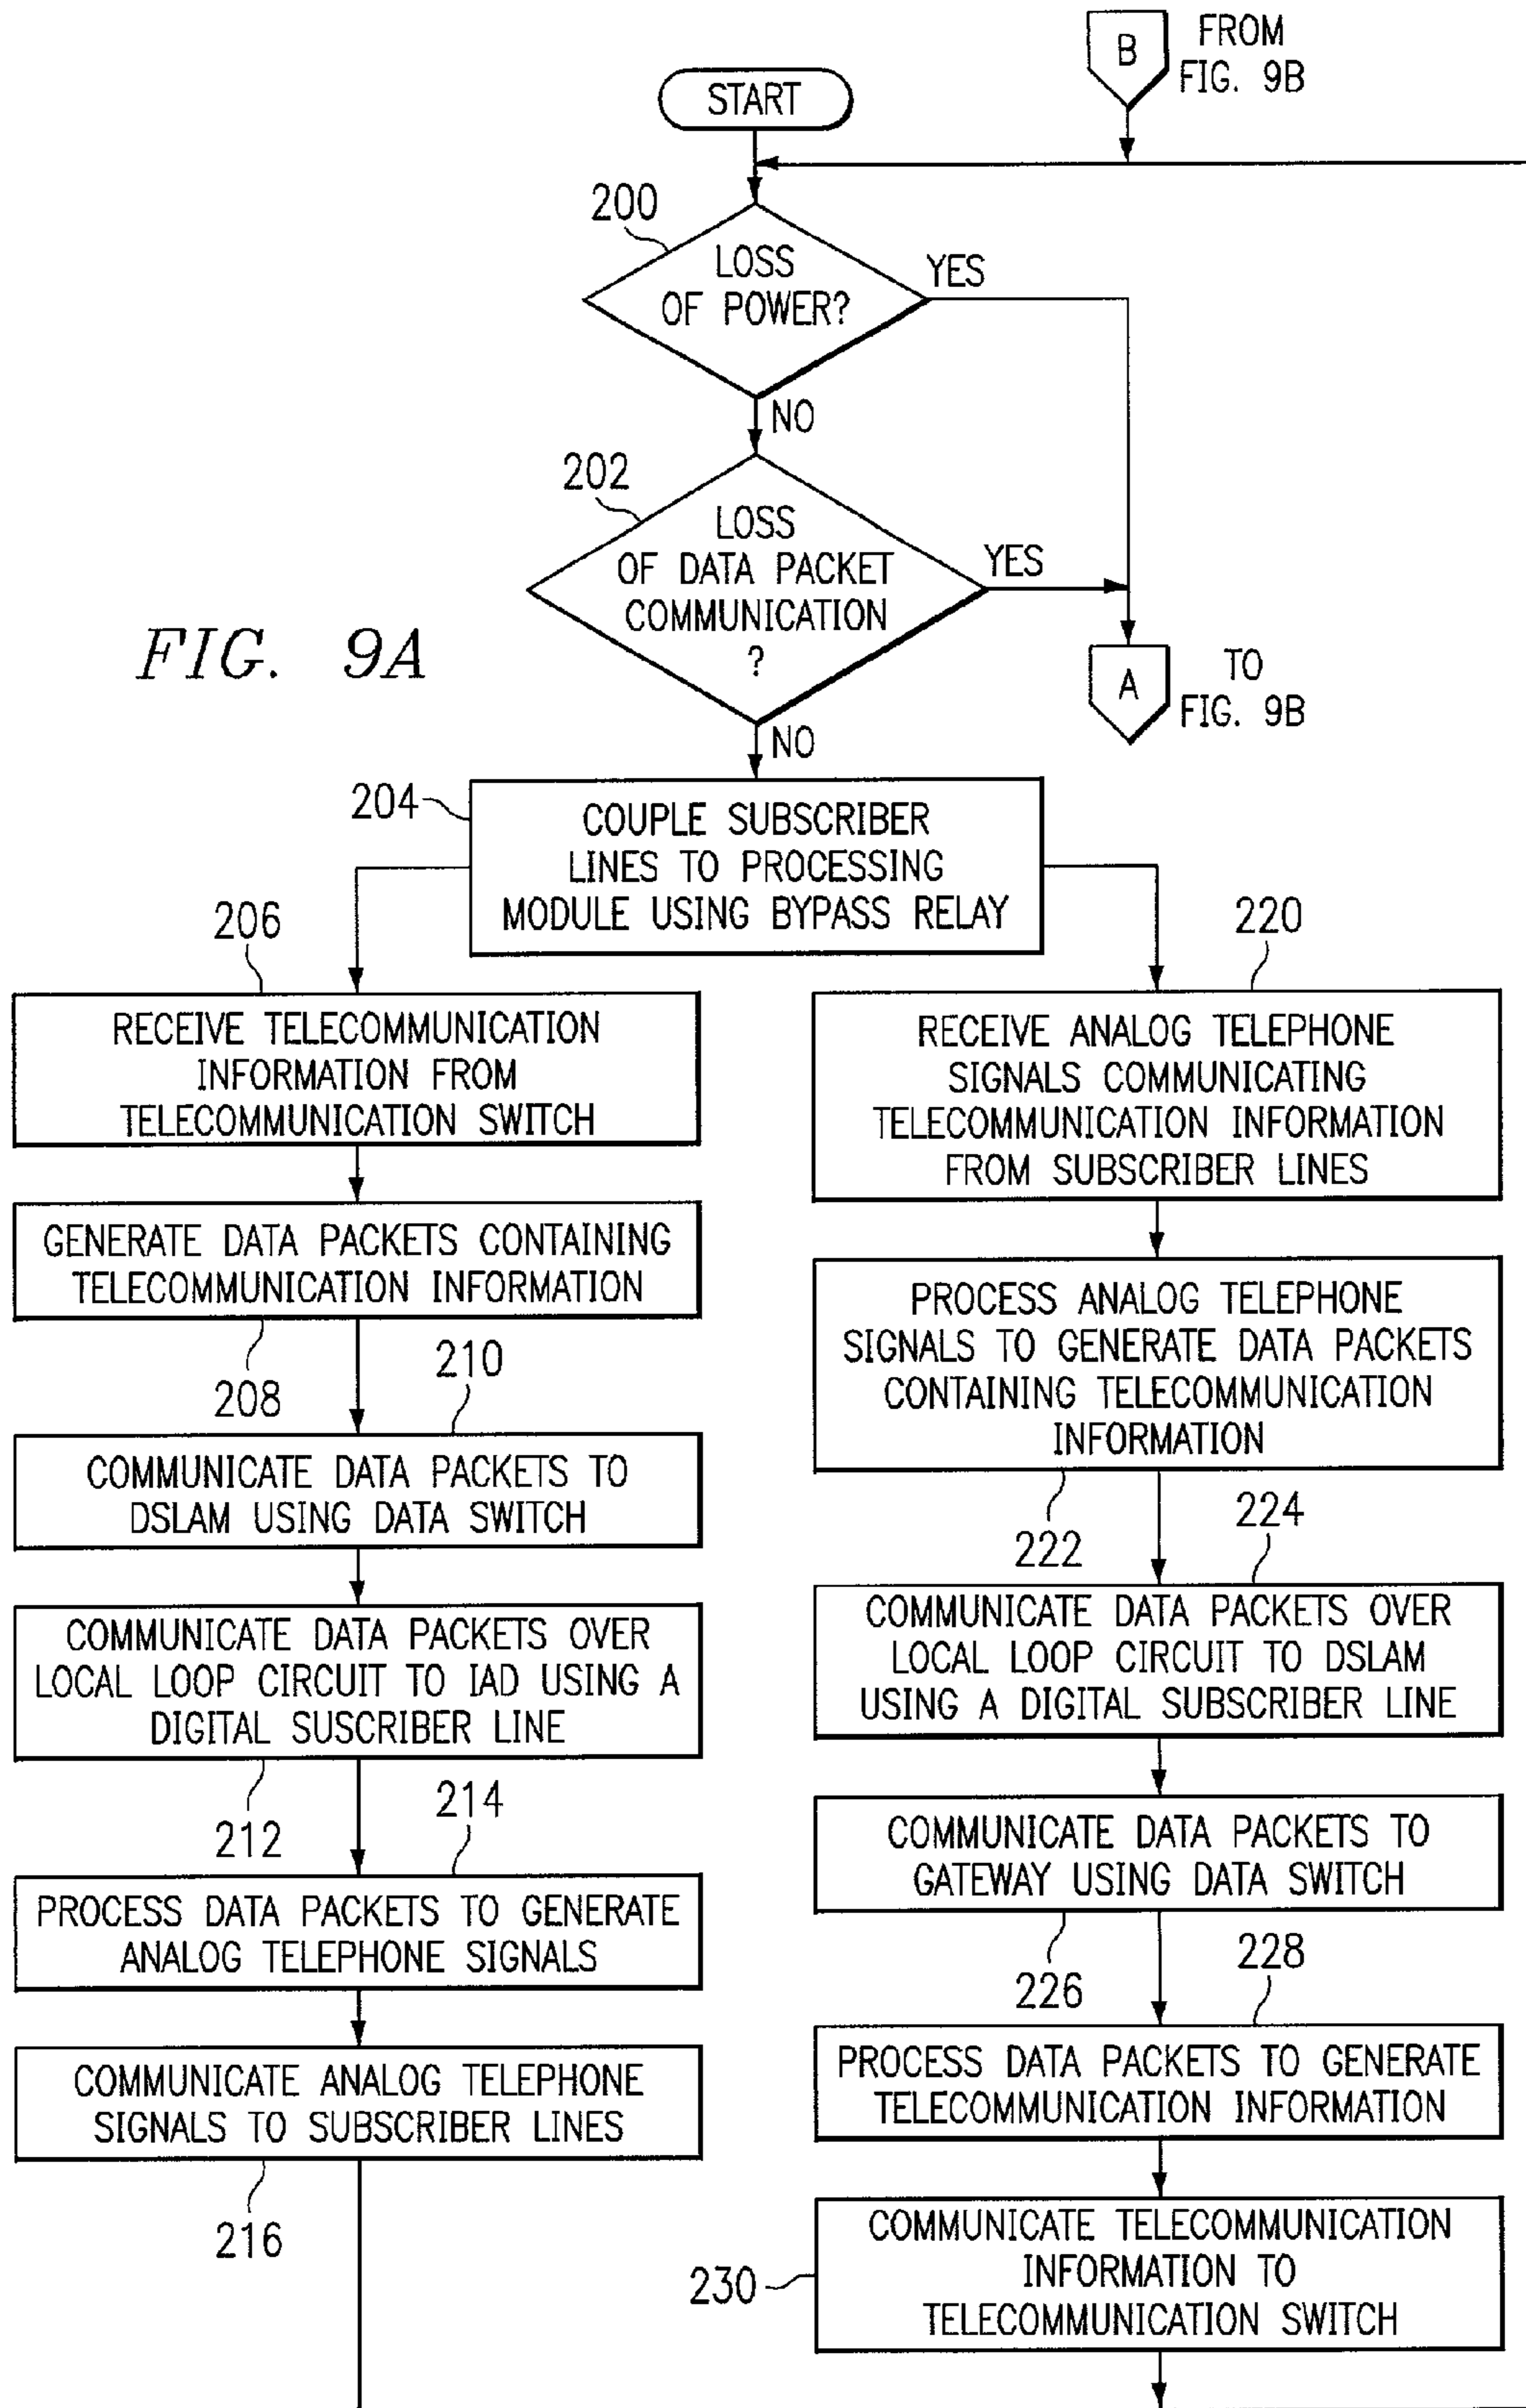 B
FROM
FIG. 9B
START
200
LOSS
OF POWER?
YES
NO
202
LOSS
OF DATA PACKET
COMMUNICATION
?
YES
FIG. 9A
A
TO
FIG. 9B
NO
204
COUPLE SUBSCRIBER
LINES TO PROCESSING
MODULE USING BYPASS RELAY
206
RECEIVE TELECOMMUNICATION
INFORMATION FROM
TELECOMMUNICATION SWITCH
GENERATE DATA PACKETS CONTAINING
TELECOMMUNICATION INFORMATION
208
210
COMMUNICATE DATA PACKETS TO
DSLAM USING DATA SWITCH
COMMUNICATE DATA PACKETS OVER
LOCAL LOOP CIRCUIT TO IAD USING A
DIGITAL SUSCRIBER LINE
212
214
PROCESS DATA PACKETS TO GENERATE
ANALOG TELEPHONE SIGNALS
COMMUNICATE ANALOG TELEPHONE
SIGNALS TO SUBSCRIBER LINES
216
220
RECEIVE ANALOG TELEPHONE
SIGNALS COMMUNICATING
TELECOMMUNICATION INFORMATION
FROM SUBSCRIBER LINES
PROCESS ANALOG TELEPHONE
SIGNALS TO GENERATE DATA PACKETS
CONTAINING TELECOMMUNICATION
INFORMATION
222
224
COMMUNICATE DATA PACKETS OVER
LOCAL LOOP CIRCUIT TO DSLAM
USING A DIGITAL SUBSCRIBER LINE
COMMUNICATE DATA PACKETS TO
GATEWAY USING DATA SWITCH
226
228
PROCESS DATA PACKETS TO GENERATE
TELECOMMUNICATION INFORMATION
230
COMMUNICATE TELECOMMUNICATION
INFORMATION TO
TELECOMMUNICATION SWITCH